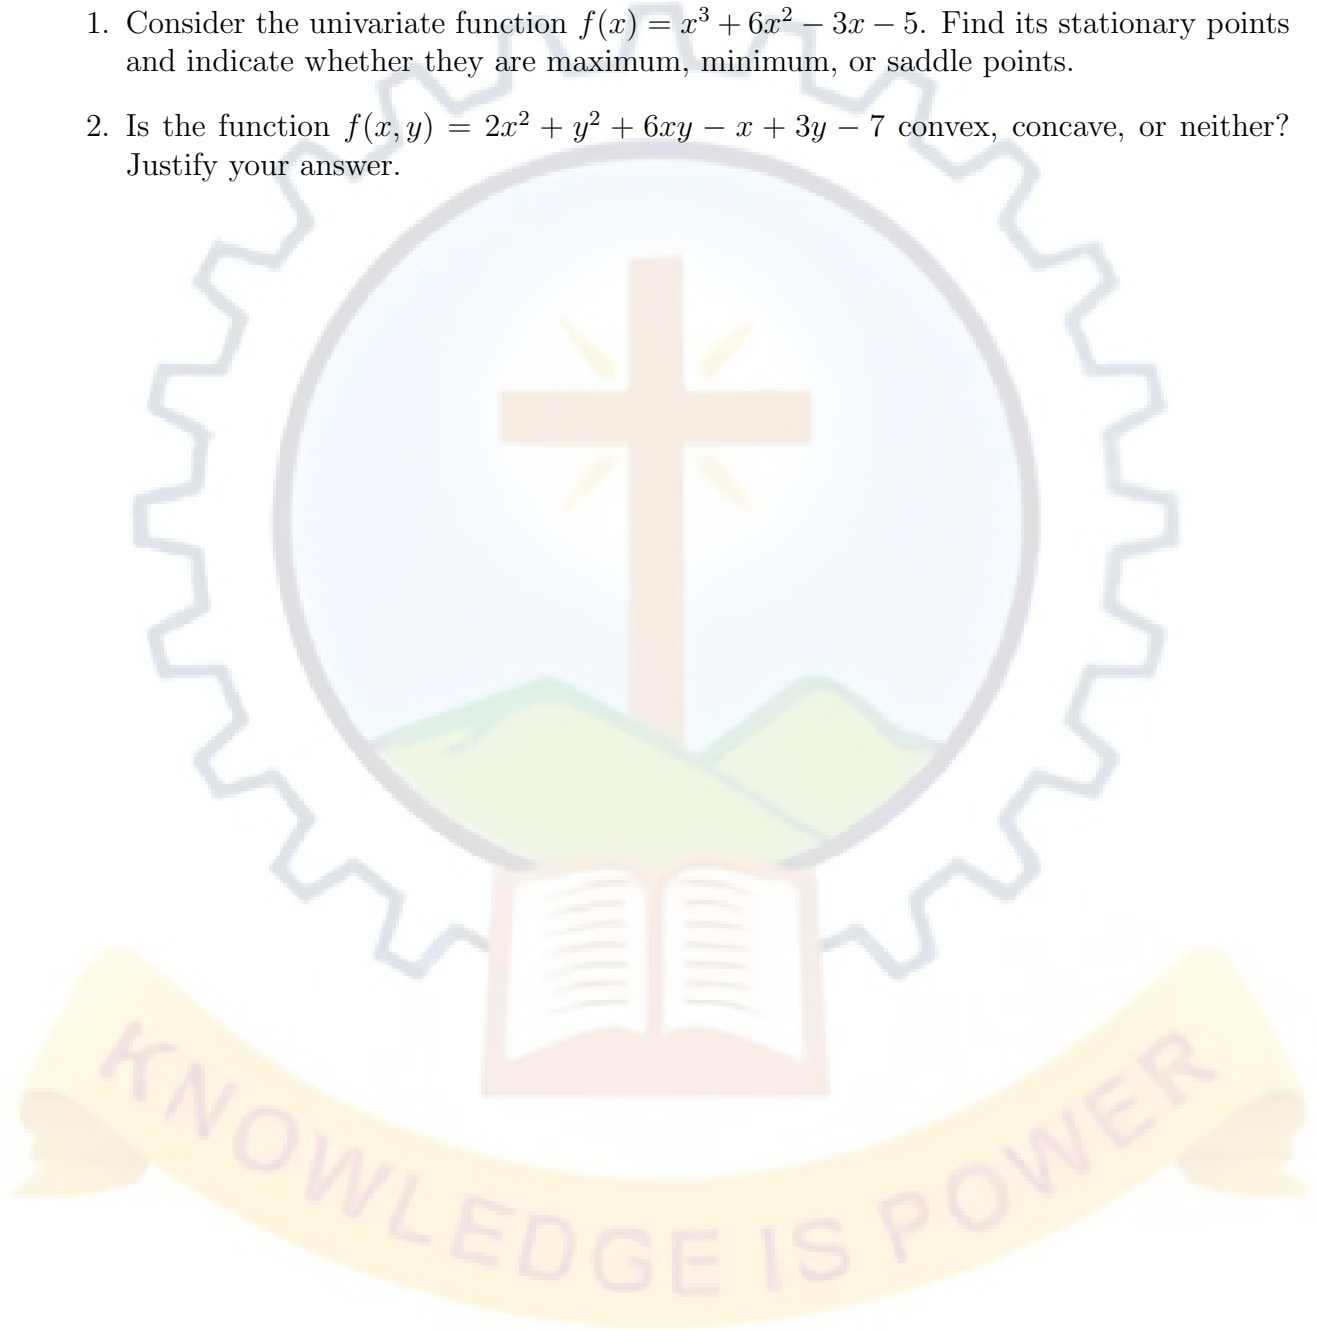 1. Consider the univariate function f(x) = x³ + 6x² − 3x − 5. Find its stationary points
and indicate whether they are maximum, minimum, or saddle points.
2. Is the function f(x, y) = 2x² + y² + 6xy − x + 3y − 7 convex, concave, or neither?
Justify your answer.
KNOWLEDGE IS POWER